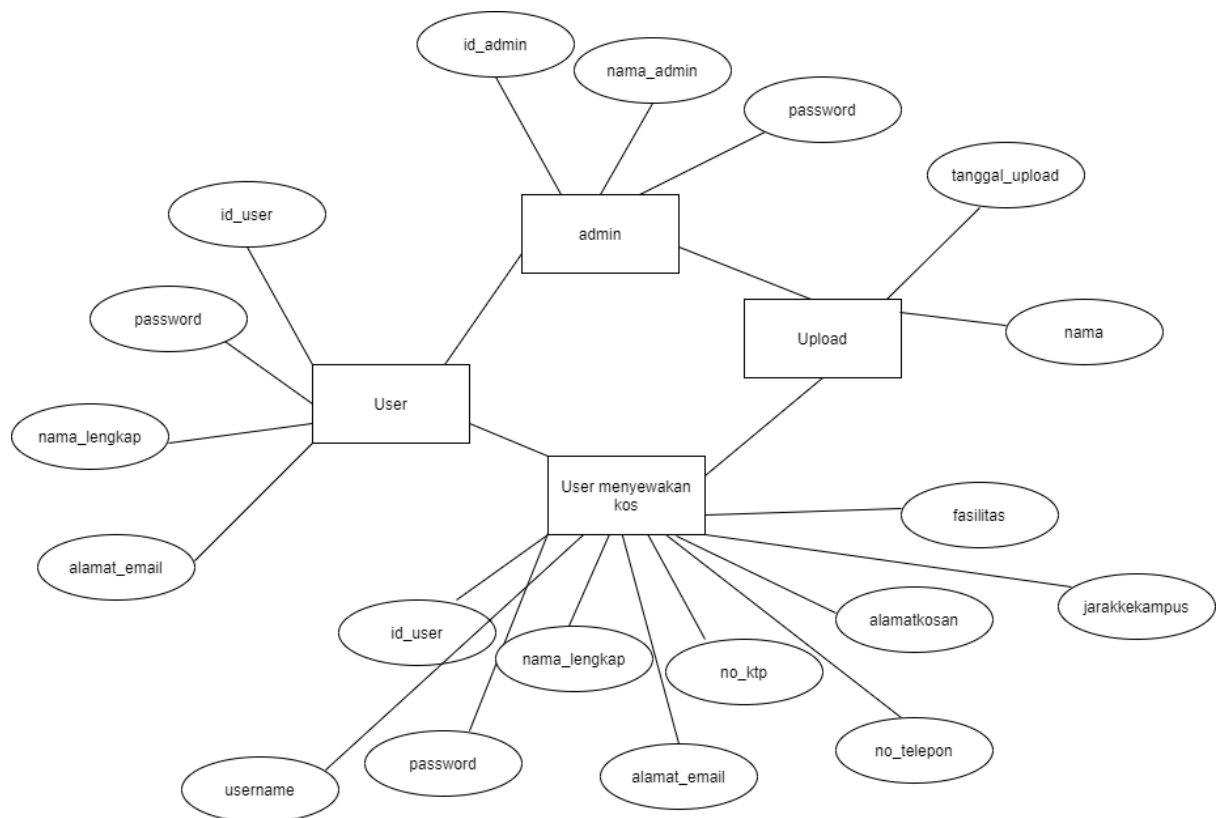 id_admin
nama_admin
password
tanggal_upload
id_user
admin
password
Upload
nama
User
nama_lengkap
User menyewakan
kos
fasilitas
alamat_email
jarakkekampus
alamatkosan
id_user
nama_lengkap
no_ktp
no_telepon
password
alamat_email
username